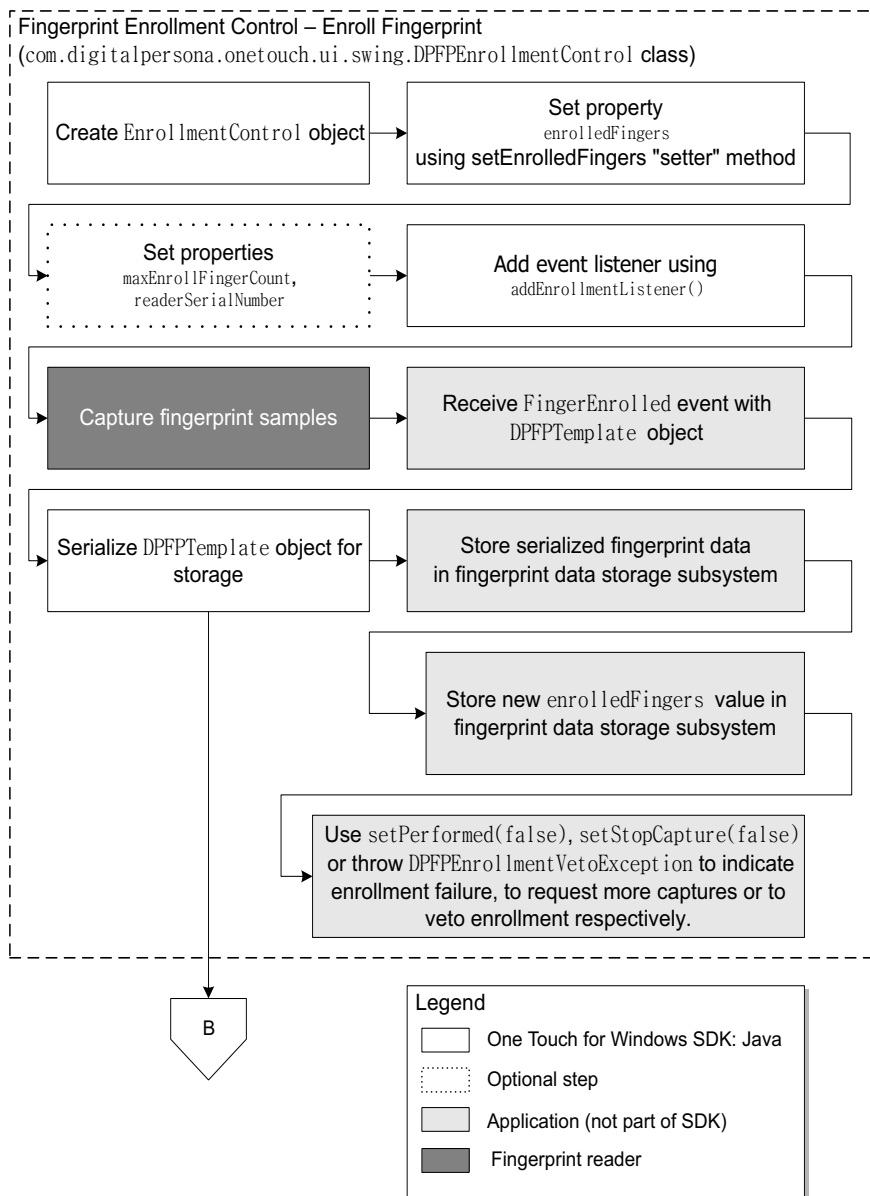 Fingerprint Enrollment Control – Enroll Fingerprint
(com.digitalpersona.onetouch.ui.swing.DPFPEnrollmentControl class)
Create EnrollmentControl object
Set property
enrolledFingers
using setEnrolledFingers "setter" method
Set properties
maxEnrollFingerCount,
readerSerialNumber
Add event listener using
addEnrollmentListener()
Capture fingerprint samples
Receive FingerEnrolled event with
DPFPTemplate object
Serialize DPFPTemplate object for
storage
Store serialized fingerprint data
in fingerprint data storage subsystem
Store new enrolledFingers value in
fingerprint data storage subsystem
Use setPerformed(false), setStopCapture(false)
or throw DPFPEnrollmentVetoException to indicate
enrollment failure, to request more captures or to
veto enrollment respectively.
B
Legend
One Touch for Windows SDK: Java
Optional step
Application (not part of SDK)
Fingerprint reader